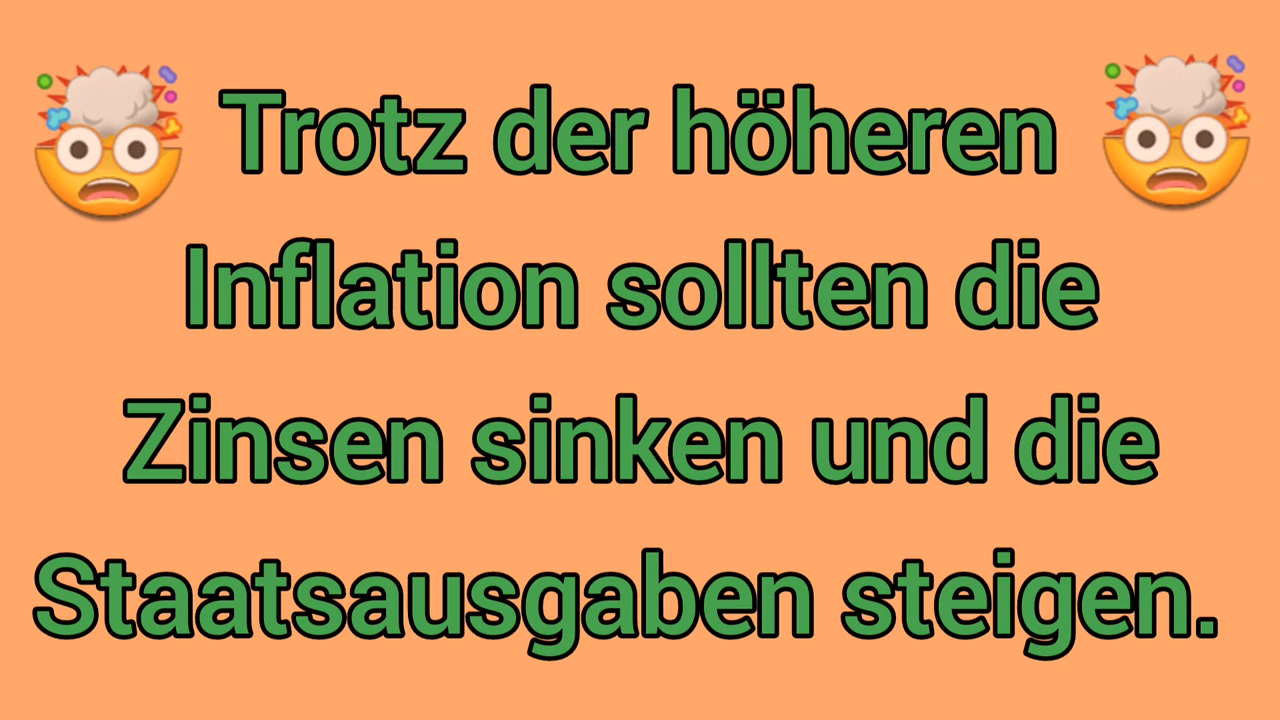 Trotz der höheren
Inflation sollten die
Zinsen sinken und die
Staatsausgaben steigen.